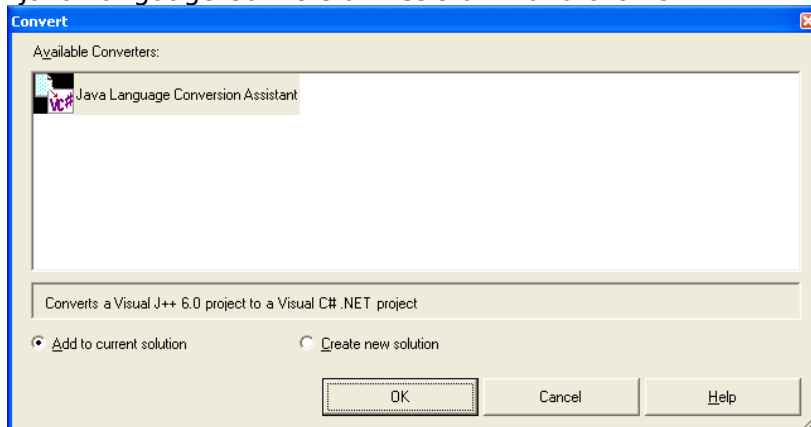 Convert
Available Converters:
VC#
Java Language Conversion Assistant
Converts a Visual J++ 6.0 project to a Visual C# .NET project
Add to current solution
Create new solution
OK
Cancel
Help